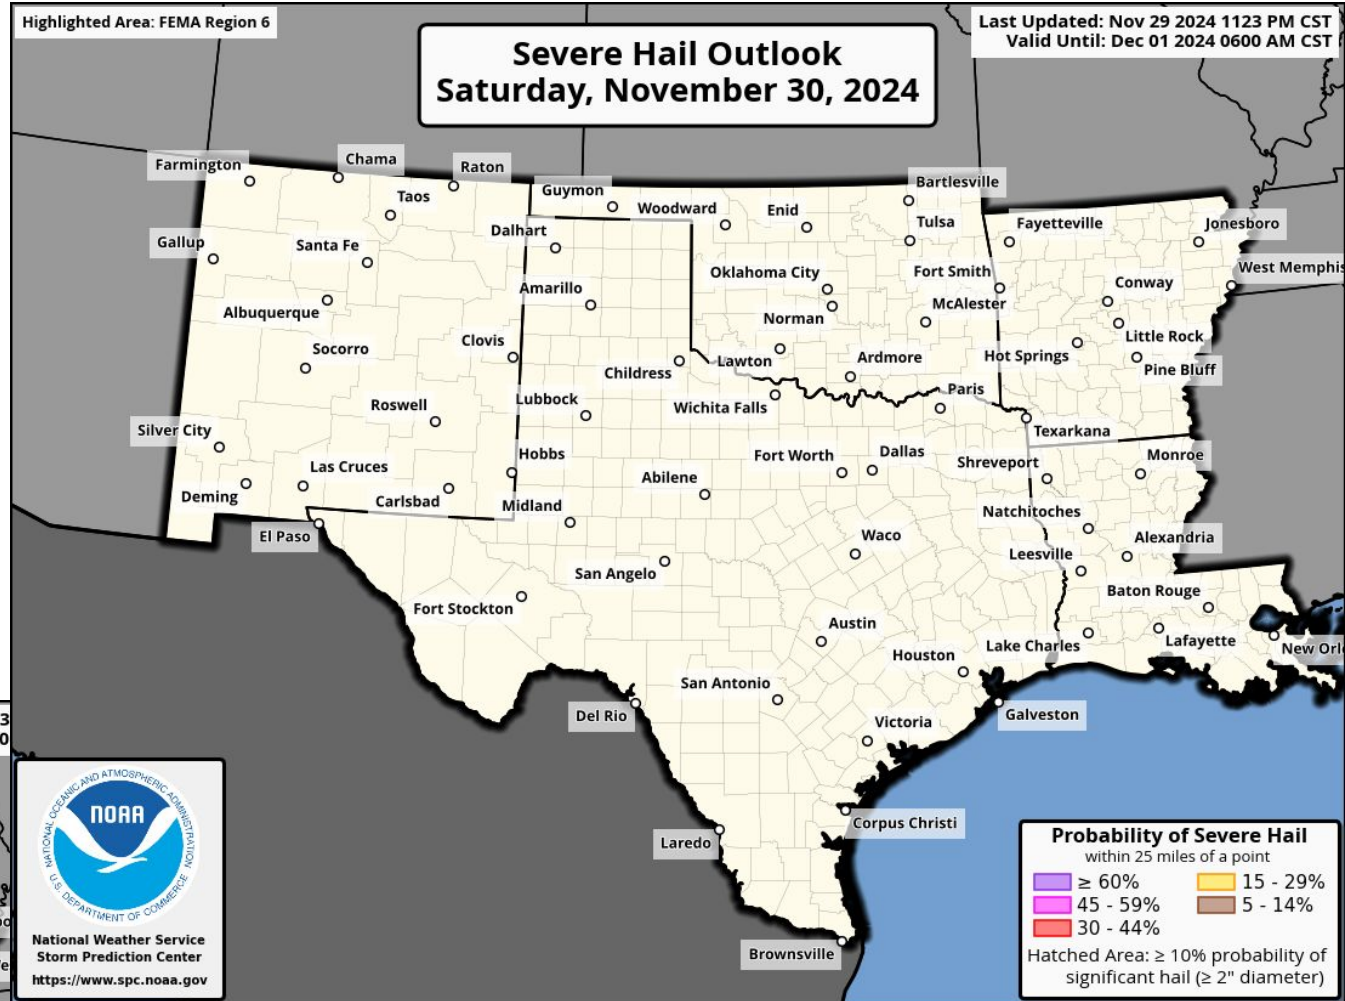 Highlighted Area: FEMA Region 6
Last Updated: Nov 29 2024 1123 PM CST
Valid Until: Dec 01 2024 0600 AM CST
Severe Hail Outlook
Saturday, November 30, 2024
Farmington
Chama
Raton
Guymon
Bartlesville
Taos
Woodward
Enid
Tulsa
Fayetteville
Jonesboro
Gallup
Santa Fe
Dalhart
Oklahoma City
Fort Smith
West Memphis
Amarillo
Conway
Albuquerque
Norman
McAlester
Socorro
Clovis
Little Rock
Childress
Lawton
Ardmore
Hot Springs
Pine Bluff
Roswell
Lubbock
Wichita Falls
Paris
Silver City
Texarkana
Las Cruces
Hobbs
Fort Worth
Dallas
Shreveport
Monroe
Deming
Carlsbad
Midland
Abilene
Natchitoches
El Paso
Waco
Alexandria
San Angelo
Leesville
Fort Stockton
Baton Rouge
Austin
Lake Charles
Lafayette
New Orl
Houston
San Antonio
Del Rio
Victoria
Galveston
Laredo
Corpus Christi
Brownsville
NATIONAL OCEANIC AND ATMOSPHERIC ADMINISTRATION
NOAA
U.S. DEPARTMENT OF COMMERCE
National Weather Service
Storm Prediction Center
https://www.spc.noaa.gov
Probability of Severe Hail
within 25 miles of a point
≥ 60%
15 - 29%
45 - 59%
5 - 14%
30 - 44%
Hatched Area: ≥ 10% probability of
significant hail (≥ 2" diameter)